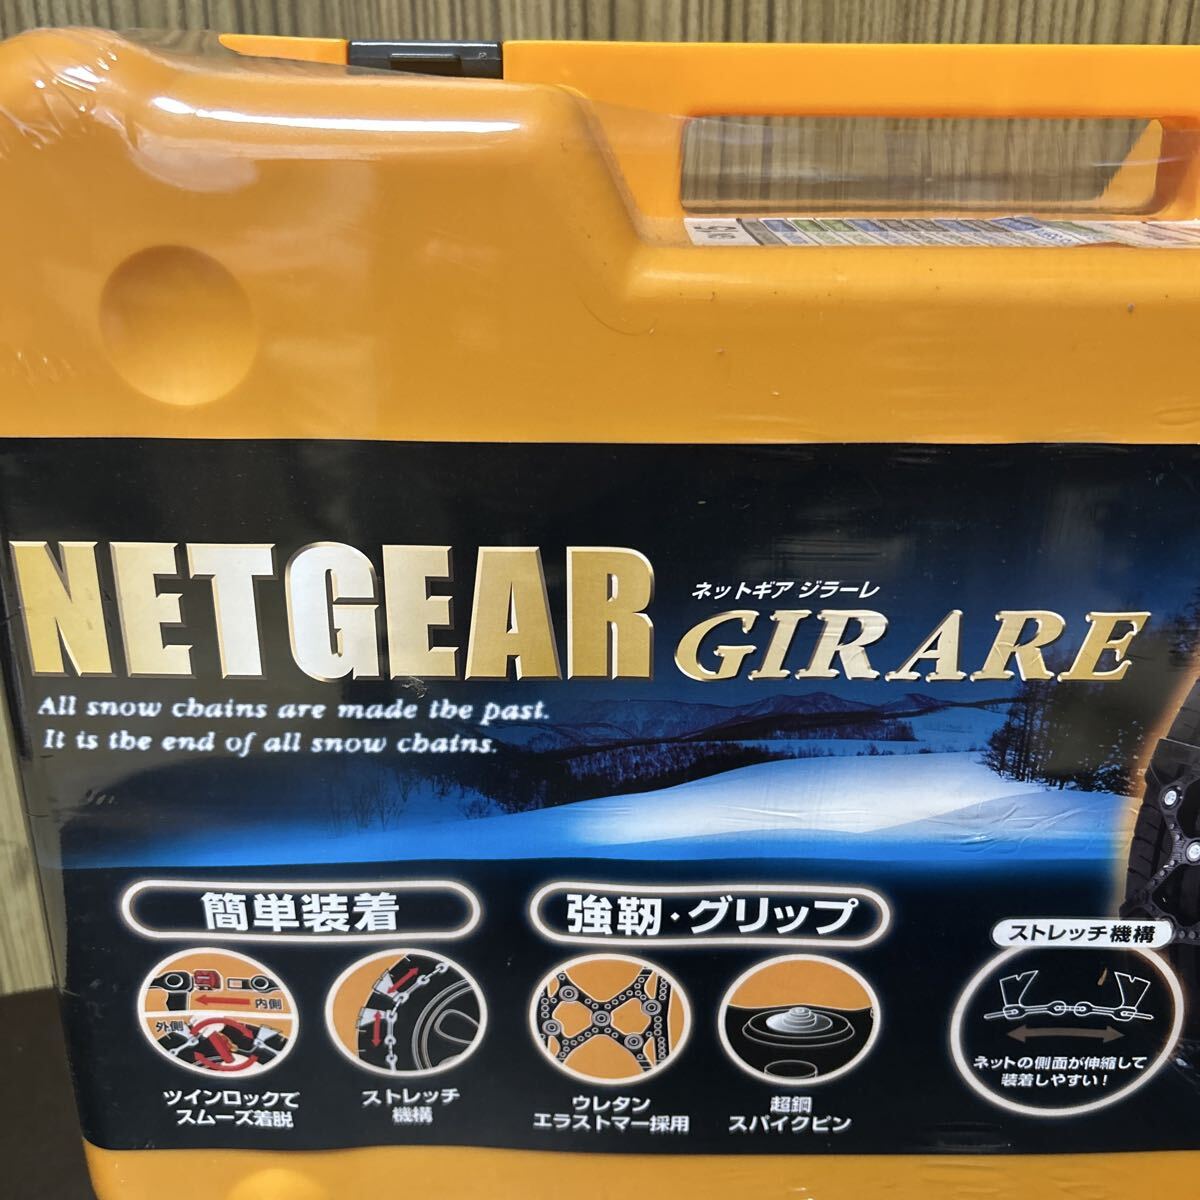 ネットギア ジラーレ
NETGEAR GIRARE
All snow chains are made the past.
It is the end of all snow chains.
簡単装着
強靭・グリップ
ストレッチ機構
内側
外側
ツインロックで
スムーズ着脱
ストレッチ
機構
ウレタン
エラストマー採用
超鋼
スパイクピン
ネットの側面が伸縮して
装着しやすい!